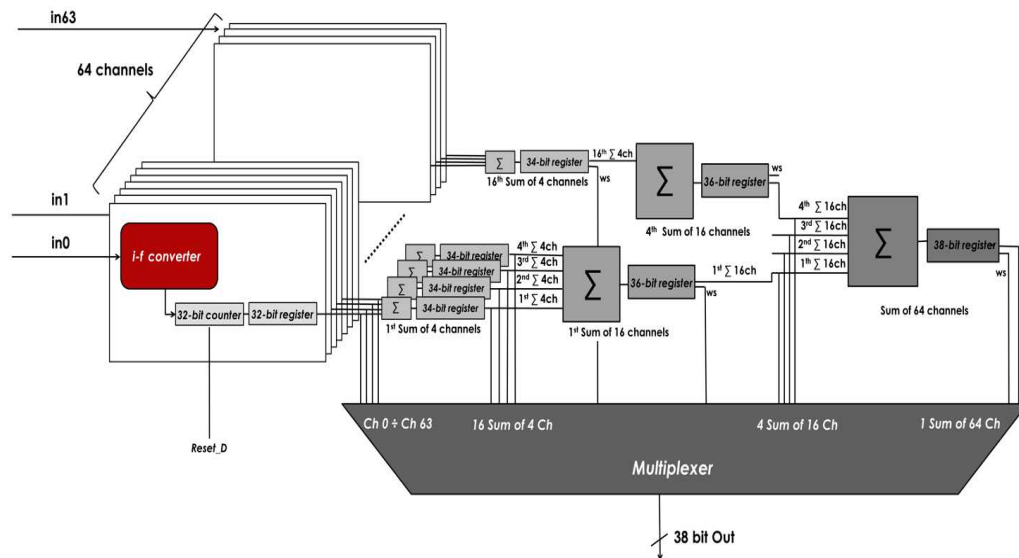 in63
64 channels
in1
in0
i-f converter
32-bit counter
32-bit register
Reset_D
Σ
34-bit register
16th Σ 4ch
ws
16th Sum of 4 channels
Σ
36-bit register
ws
4th Sum of 16 channels
Σ
34-bit register
4th Σ 4ch
Σ
34-bit register
3rd Σ 4ch
Σ
34-bit register
2nd Σ 4ch
Σ
34-bit register
1st Σ 4ch
1st Sum of 4 channels
Σ
36-bit register
ws
1st Σ 16ch
1st Sum of 16 channels
4th Σ 16ch
3rd Σ 16ch
2nd Σ 16ch
1th Σ 16ch
Σ
38-bit register
ws
Sum of 64 channels
Ch 0 ÷ Ch 63
16 Sum of 4 Ch
4 Sum of 16 Ch
1 Sum of 64 Ch
Multiplexer
38 bit Out